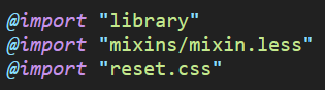 @import "library"
@import "mixins/mixin.less"
@import "reset.css"